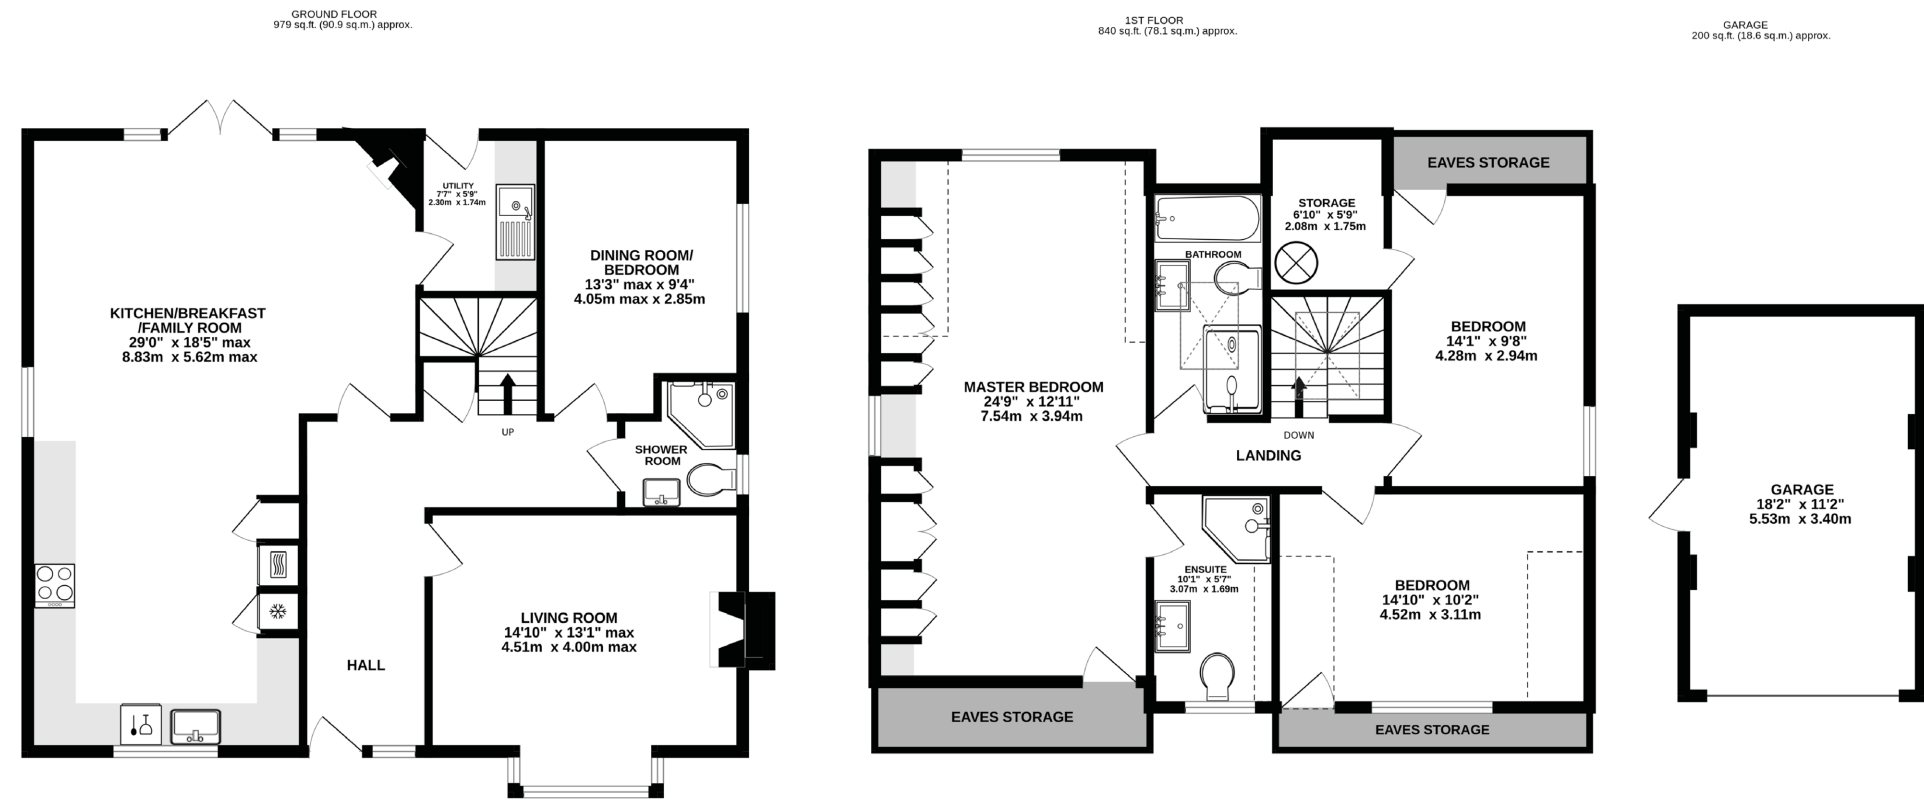 GROUND FLOOR
979 sq.ft. (90.9 sq.m.) approx.
1ST FLOOR
840 sq.ft. (78.1 sq.m.) approx.
GARAGE
200 sq.ft. (18.6 sq.m.) approx.
UTILITY
7'7" x 5'9"
2.30m x 1.74m
DINING ROOM/
BEDROOM
13'3" max x 9'4"
4.05m max x 2.85m
KITCHEN/BREAKFAST
/FAMILY ROOM
29'0" x 18'5" max
8.83m x 5.62m max
UP
SHOWER
ROOM
LIVING ROOM
14'10" x 13'1" max
4.51m x 4.00m max
HALL
EAVES STORAGE
STORAGE
6'10" x 5'9"
2.08m x 1.75m
BATHROOM
BEDROOM
14'1" x 9'8"
4.28m x 2.94m
MASTER BEDROOM
24'9" x 12'11"
7.54m x 3.94m
DOWN
LANDING
ENSUITE
10'1" x 5'7"
3.07m x 1.69m
BEDROOM
14'10" x 10'2"
4.52m x 3.11m
EAVES STORAGE
EAVES STORAGE
GARAGE
18'2" x 11'2"
5.53m x 3.40m